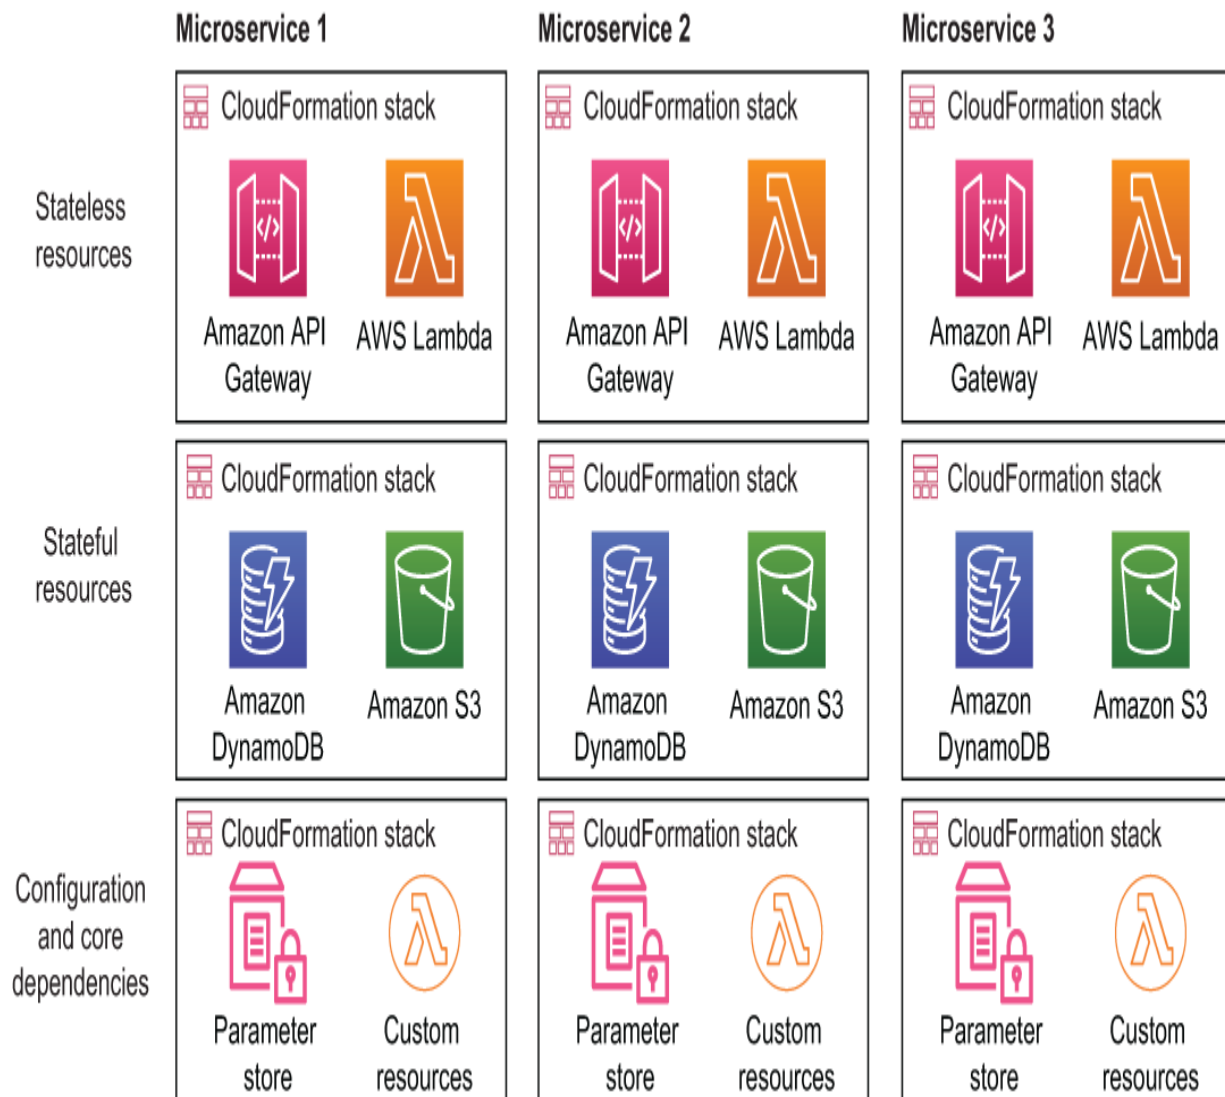 Microservice 1
Microservice 2
Microservice 3
Stateless
resources
CloudFormation stack
Amazon API
Gateway
AWS Lambda
CloudFormation stack
Amazon API
Gateway
AWS Lambda
CloudFormation stack
Amazon API
Gateway
AWS Lambda
Stateful
resources
CloudFormation stack
Amazon
DynamoDB
Amazon S3
CloudFormation stack
Amazon
DynamoDB
Amazon S3
CloudFormation stack
Amazon
DynamoDB
Amazon S3
Configuration
and core
dependencies
CloudFormation stack
Parameter
store
Custom
resources
CloudFormation stack
Parameter
store
Custom
resources
CloudFormation stack
Parameter
store
Custom
resources